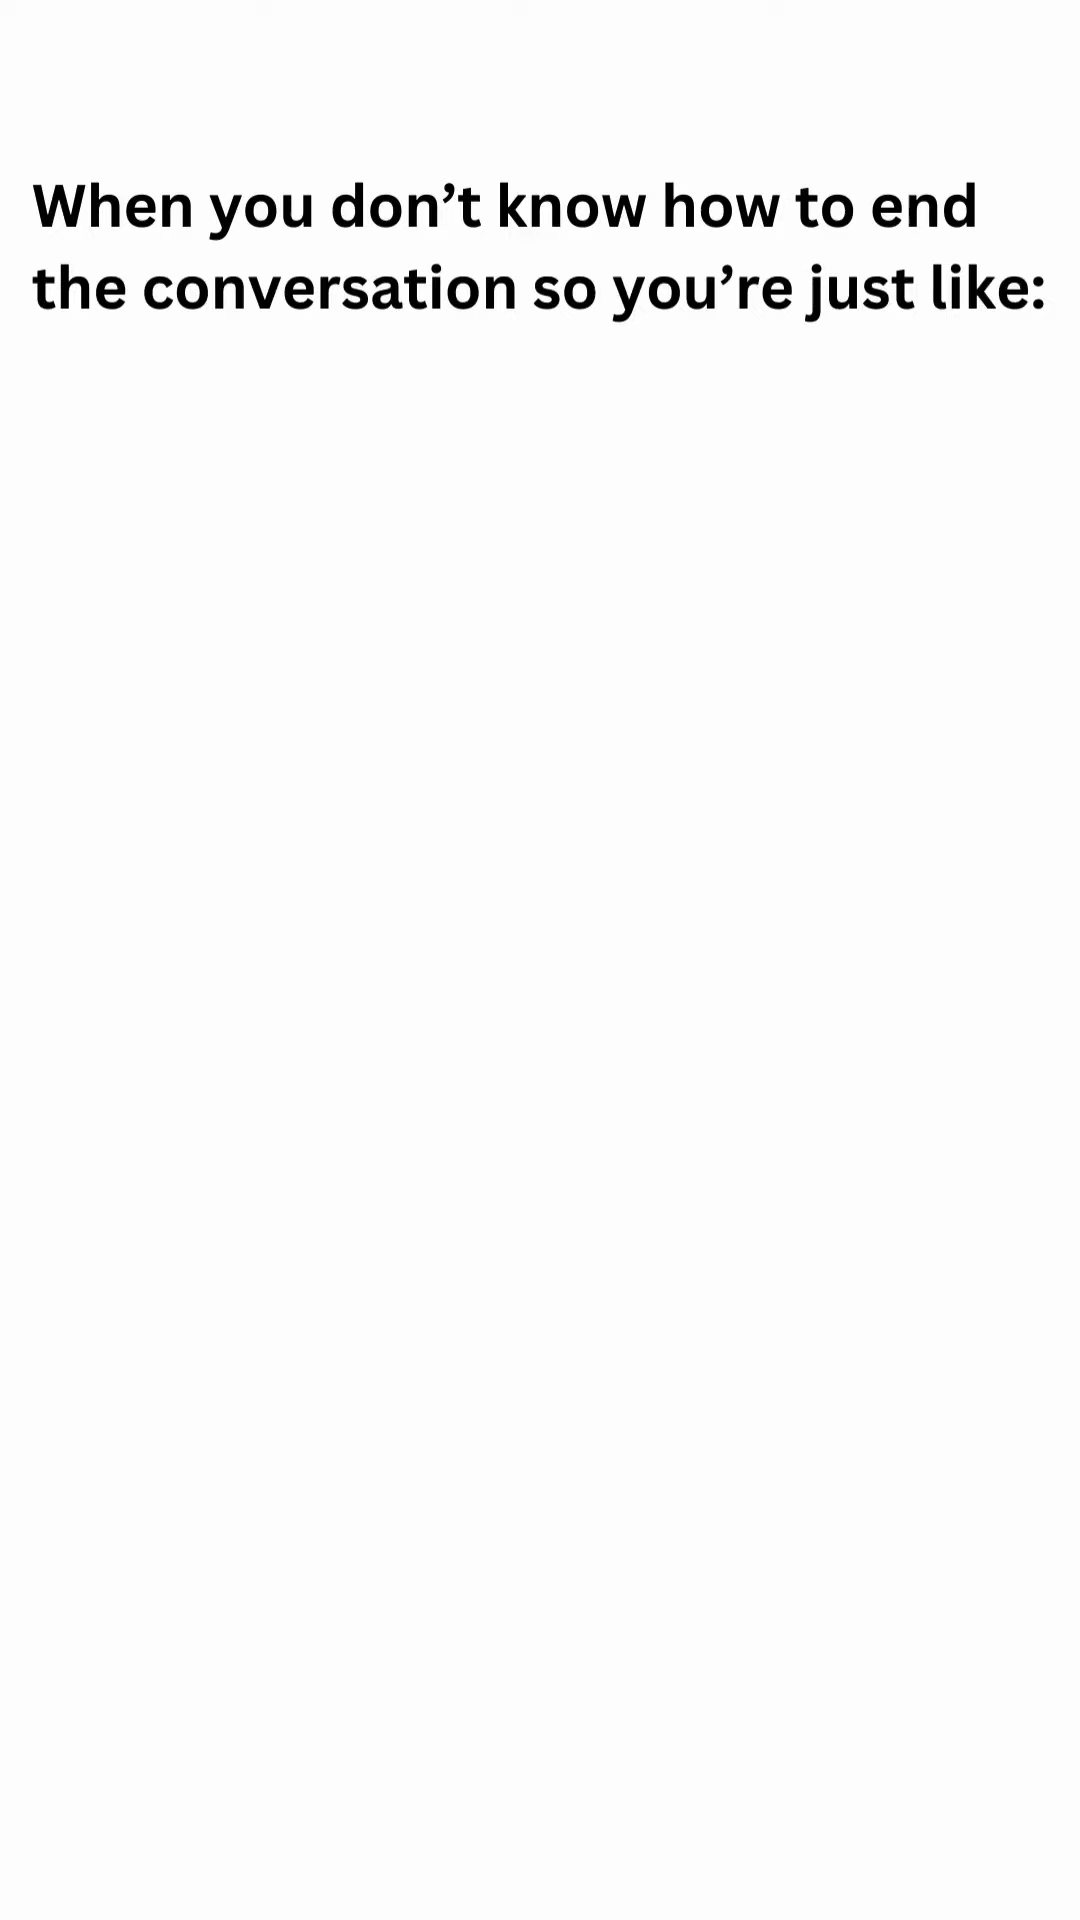 When you don’t know how to end
the conversation so you’re just like: